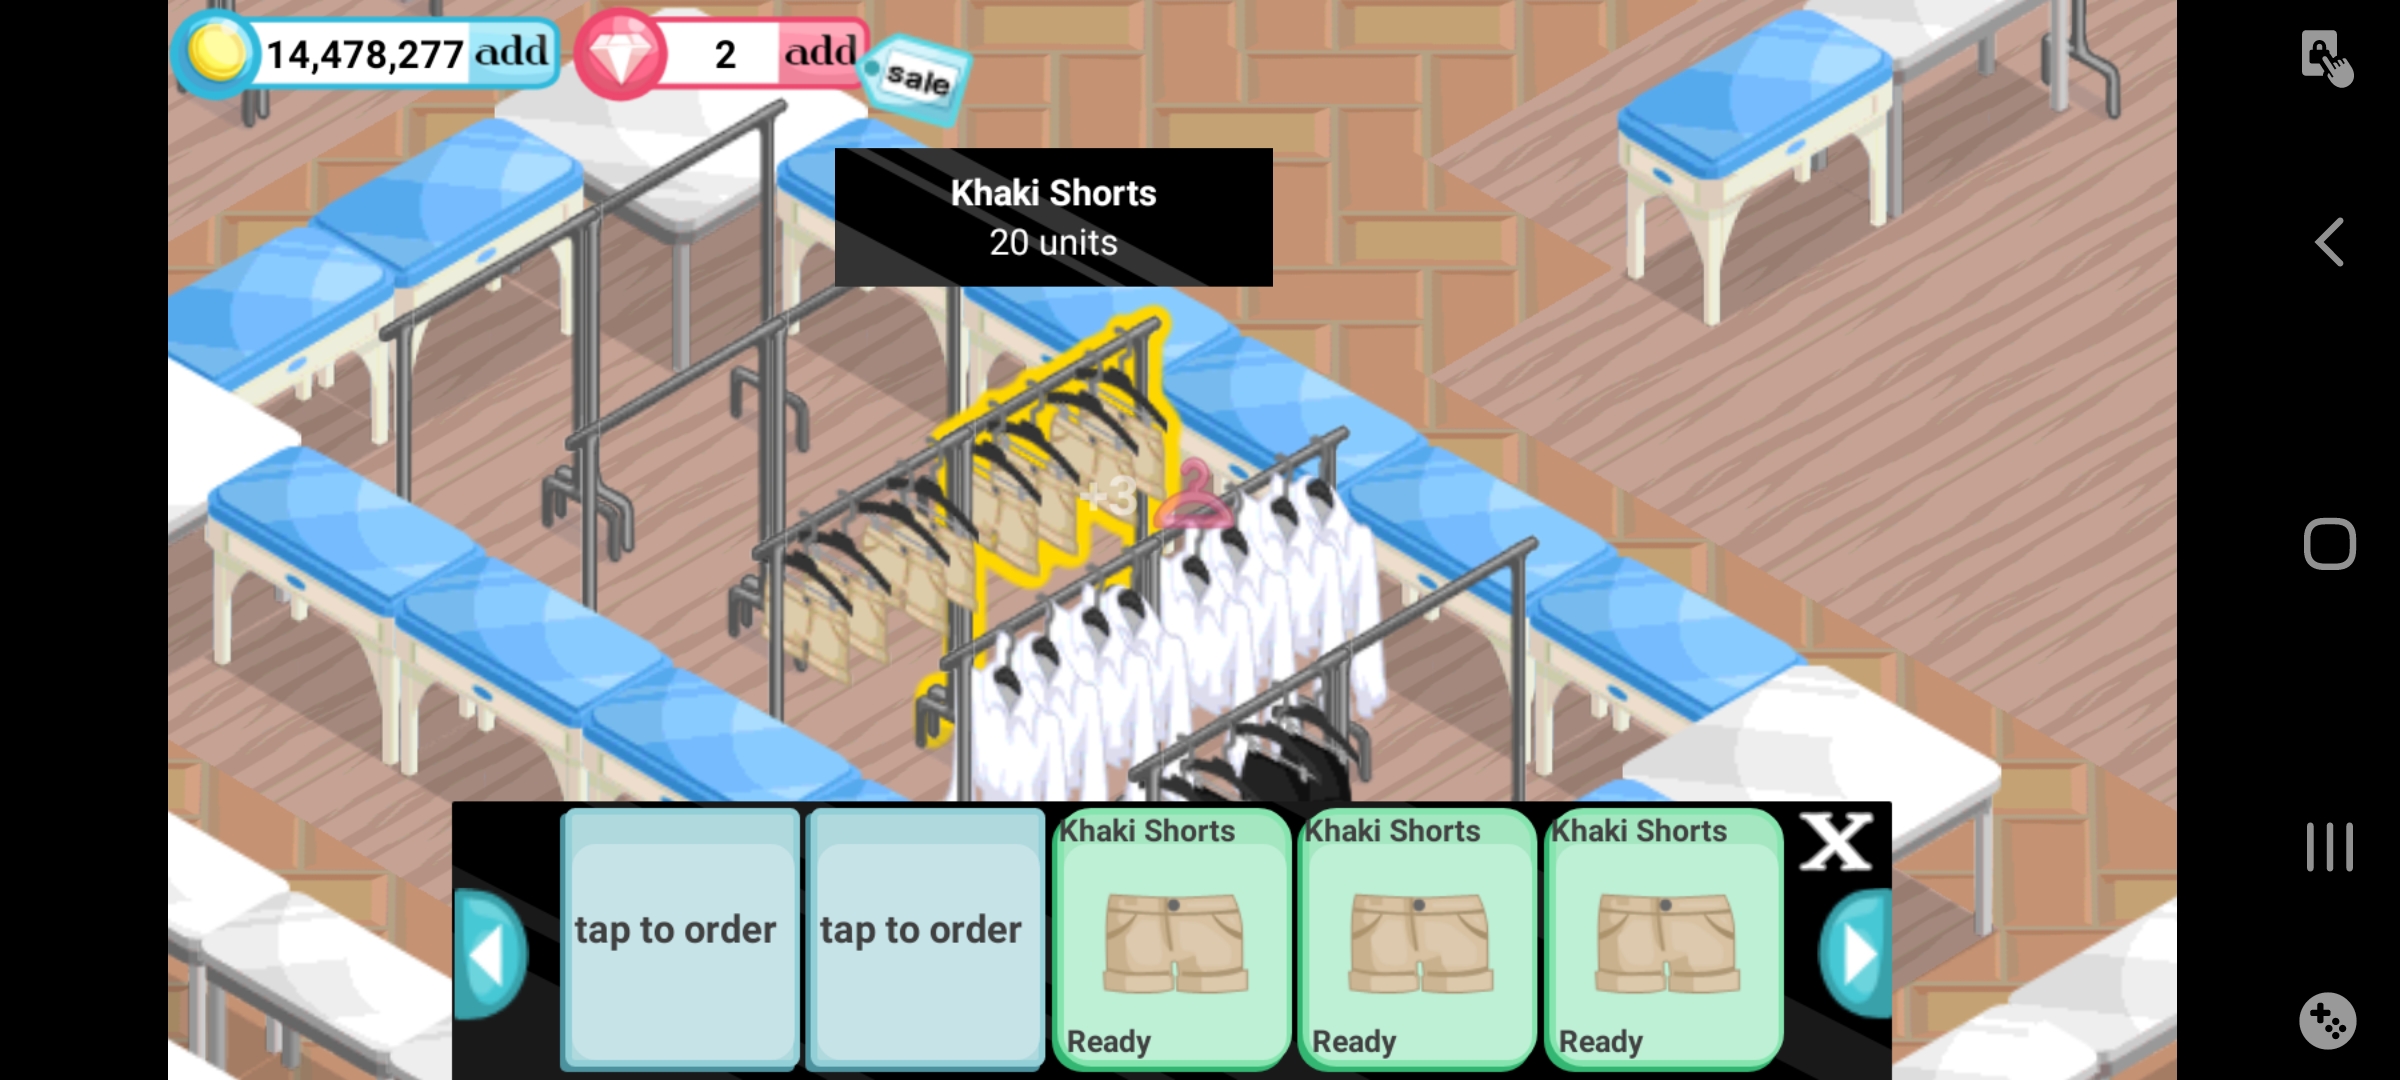 14,478,277 add
2 add
sale
Khaki Shorts
20 units
+3
tap to order
tap to order
Khaki Shorts
Ready
Khaki Shorts
Ready
Khaki Shorts
Ready
X